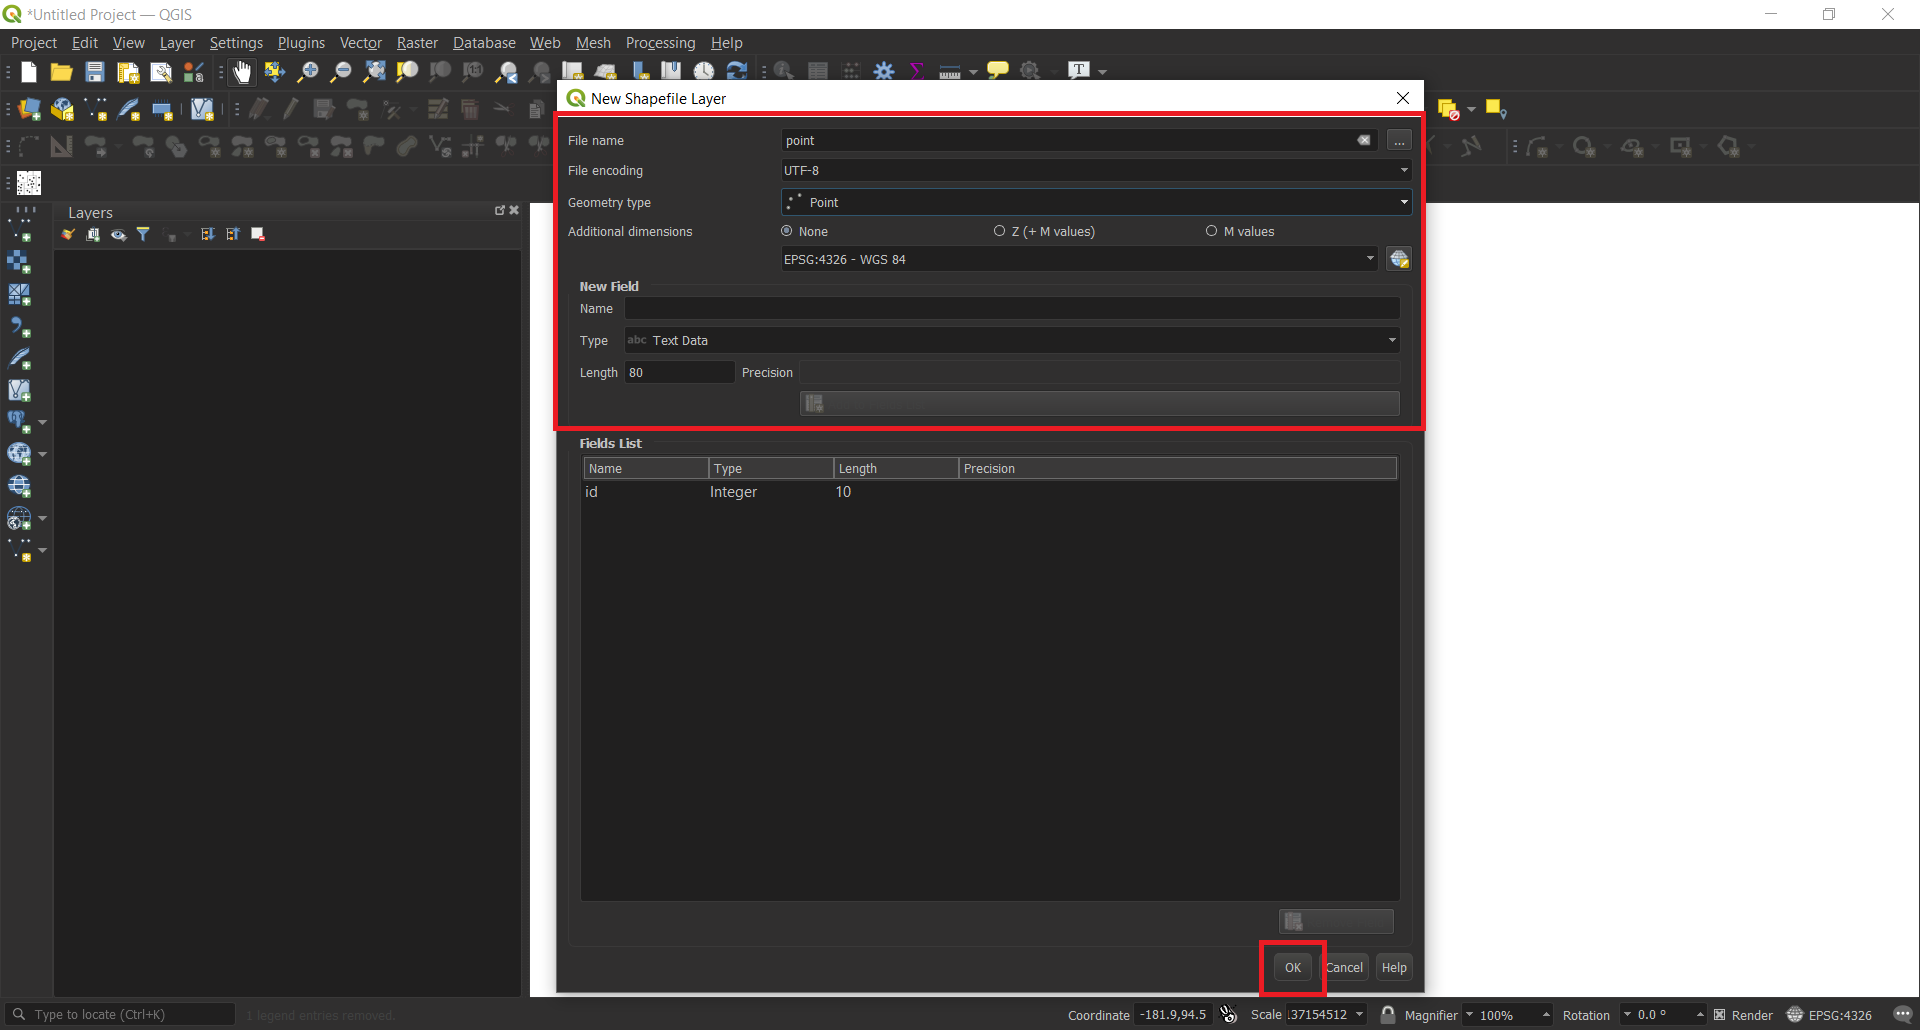 *Untitled Project — QGIS
Project Edit View Layer Settings Plugins Vector Raster Database Web Mesh Processing Help
New Shapefile Layer
File name point ...
File encoding UTF-8
Geometry type Point
Additional dimensions None Z (+ M values) M values
EPSG:4326 - WGS 84
New Field
Name
Type abc Text Data
Length 80 Precision
Layers
Fields List
Name Type Length Precision
id Integer 10
OK Cancel Help
Type to locate (Ctrl+K) 1 legend entries removed. Coordinate -181.9,94.5 Scale :37154512 Magnifier 100% Rotation 0.0 ° Render EPSG:4326